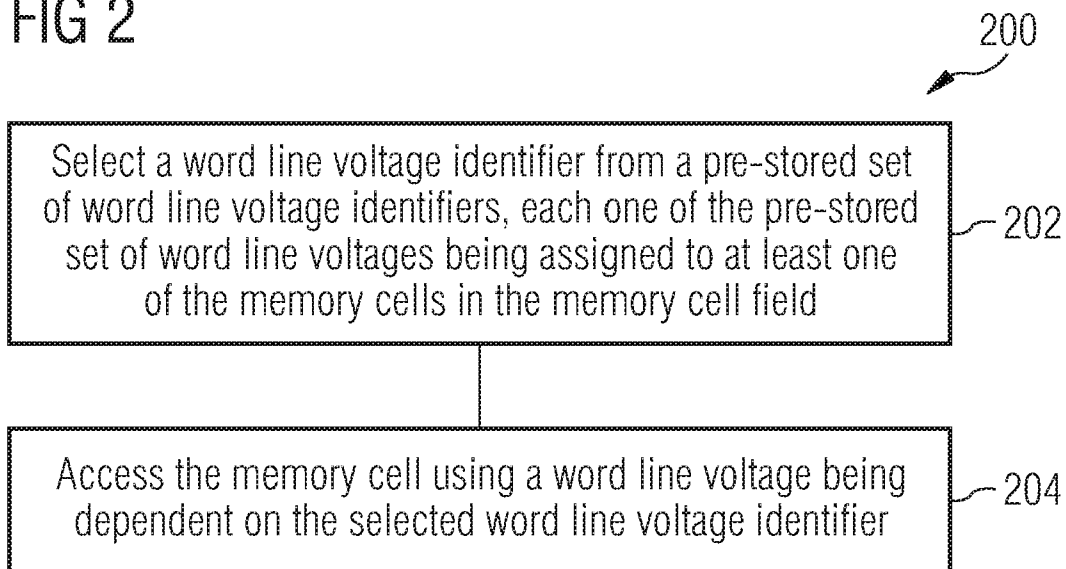 FIG 2
200
Select a word line voltage identifier from a pre-stored set
of word line voltage identifiers, each one of the pre-stored
set of word line voltages being assigned to at least one
of the memory cells in the memory cell field
202
Access the memory cell using a word line voltage being
dependent on the selected word line voltage identifier
204